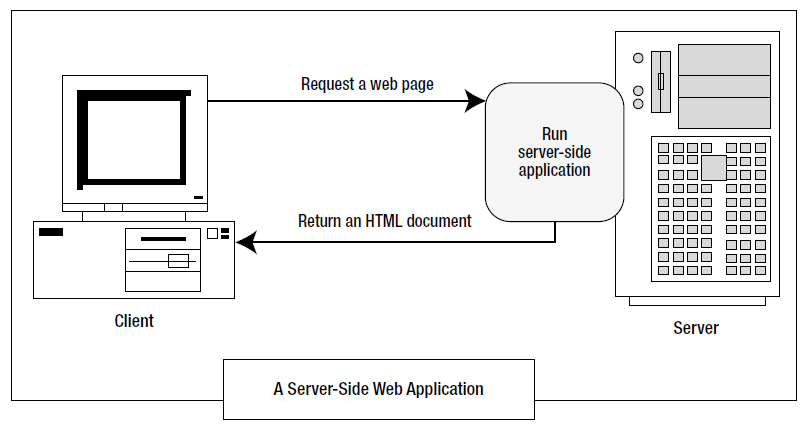 Request a web page
Run
server-side
application
Return an HTML document
Client
Server
A Server-Side Web Application